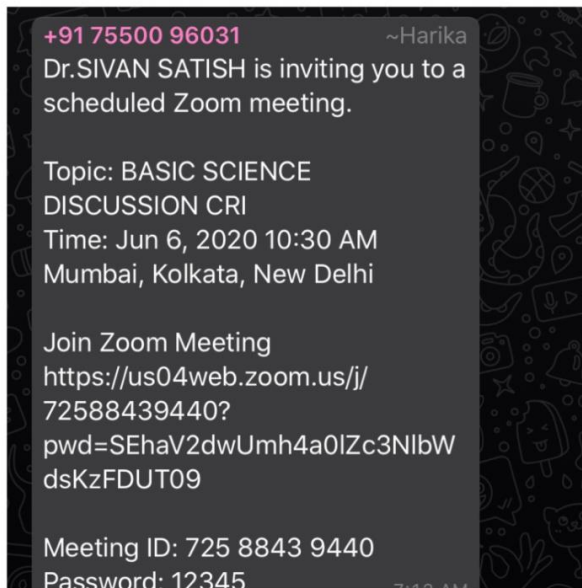 +91 75500 96031 ~Harika
Dr.SIVAN SATISH is inviting you to a
scheduled Zoom meeting.
Topic: BASIC SCIENCE
DISCUSSION CRI
Time: Jun 6, 2020 10:30 AM
Mumbai, Kolkata, New Delhi
Join Zoom Meeting
https://us04web.zoom.us/j/
72588439440?
pwd=SEhaV2dwUmh4a0lZc3NlbW
dsKzFDUT09
Meeting ID: 725 8843 9440
Password: 12345